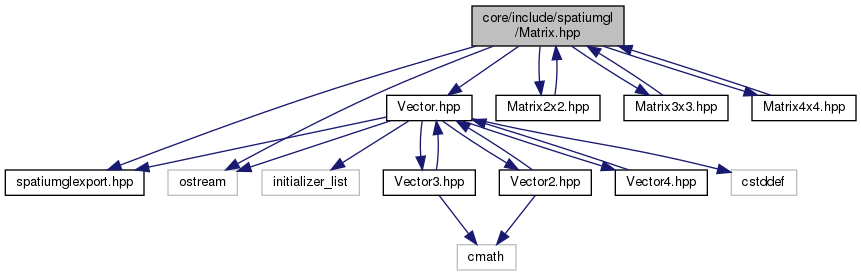 core/include/spatiumgl
/Matrix.hpp
Vector.hpp
Matrix2x2.hpp
Matrix3x3.hpp
Matrix4x4.hpp
spatiumglexport.hpp
ostream
initializer_list
Vector3.hpp
Vector2.hpp
Vector4.hpp
cstddef
cmath